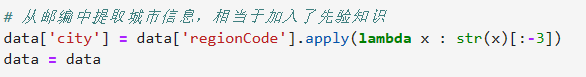 # 从邮编中提取城市信息，相当于加入了先验知识
data['city'] = data['regionCode'].apply(lambda x : str(x)[:-3])
data = data